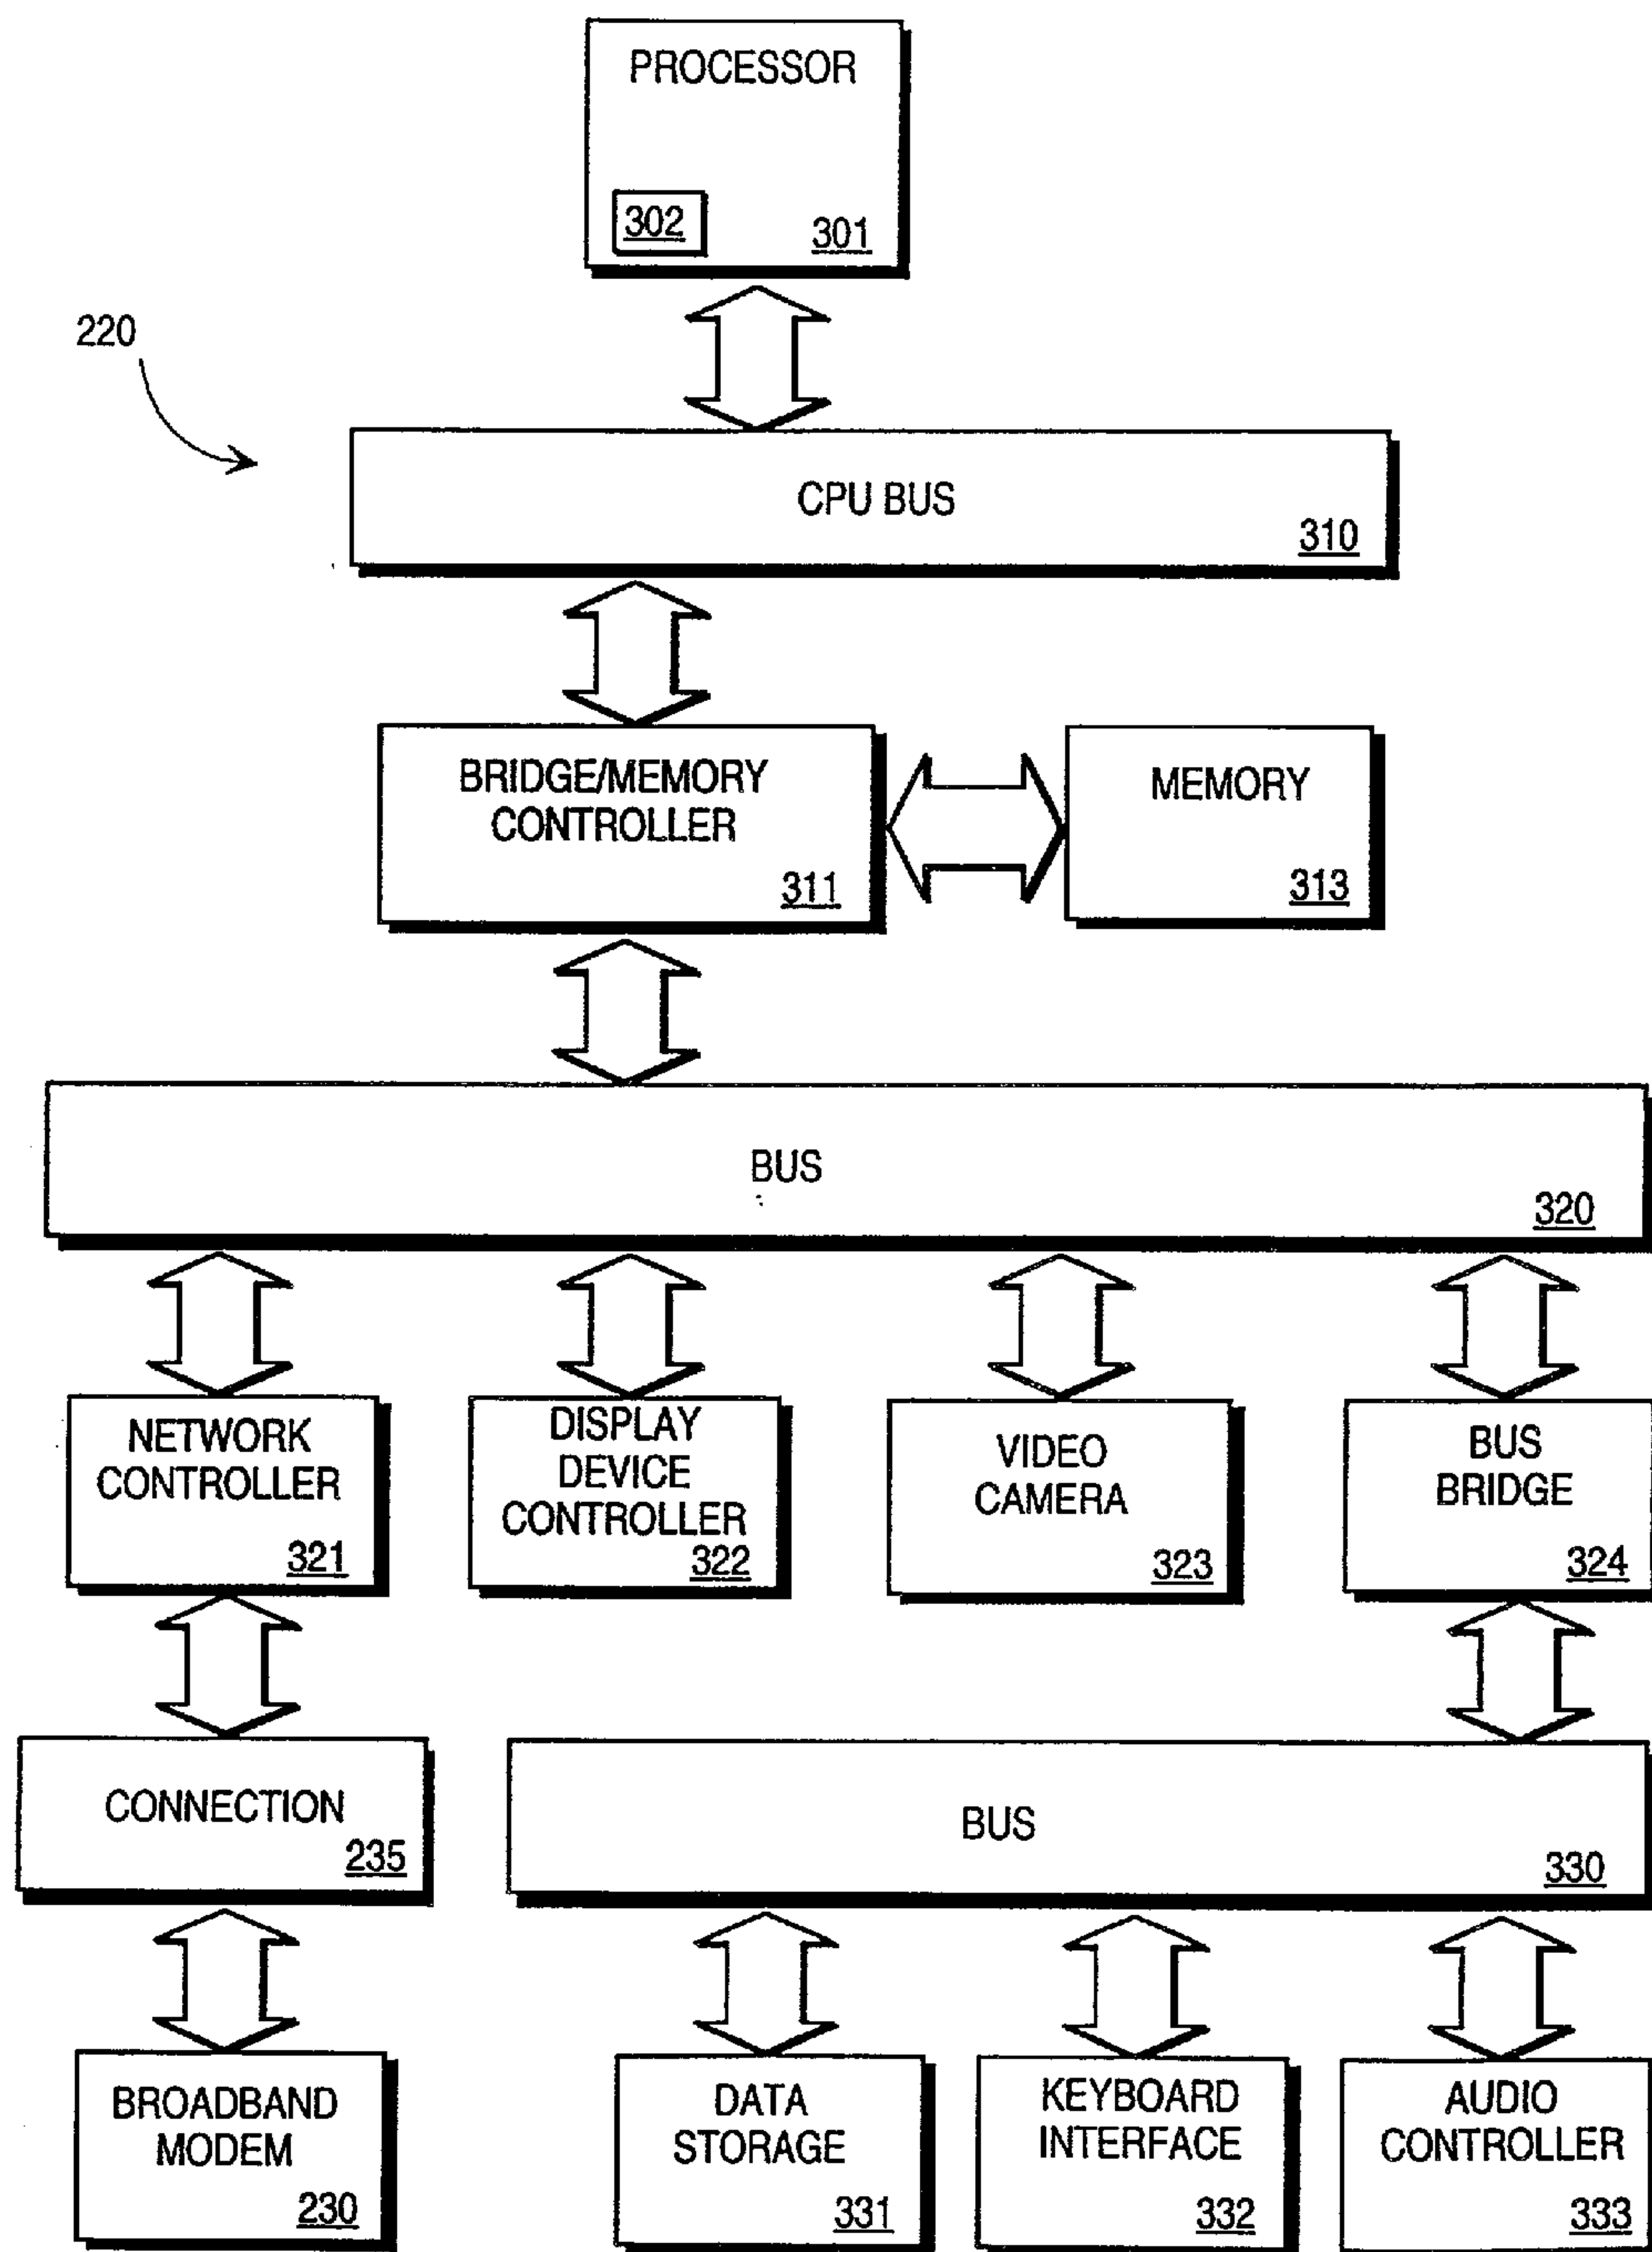 PROCESSOR
302
301
220
CPU BUS
310
BRIDGE/MEMORY
CONTROLLER
311
MEMORY
313
BUS
320
NETWORK
CONTROLLER
321
DISPLAY
DEVICE
CONTROLLER
322
VIDEO
CAMERA
323
BUS
BRIDGE
324
CONNECTION
235
BUS
330
BROADBAND
MODEM
230
DATA
STORAGE
331
KEYBOARD
INTERFACE
332
AUDIO
CONTROLLER
333